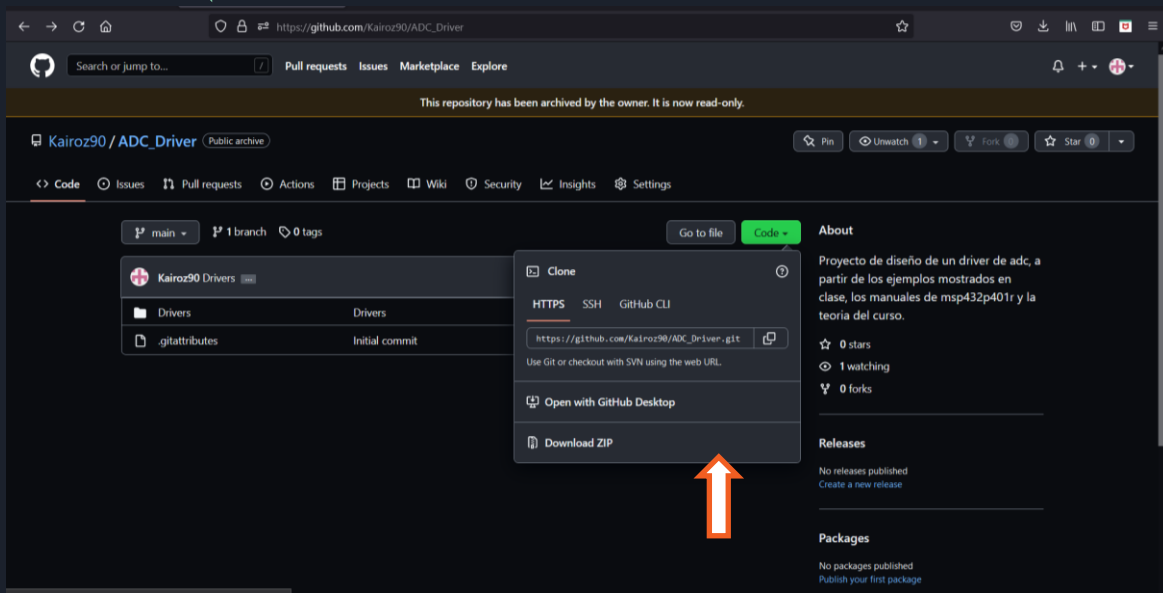 https://github.com/Kairoz90/ADC_Driver
Search or jump to... /
Pull requests Issues Marketplace Explore
This repository has been archived by the owner. It is now read-only.
Kairoz90 / ADC_Driver Public archive
Pin Unwatch 1 Fork 0 Star 0
Code Issues Pull requests Actions Projects Wiki Security Insights Settings
main 1 branch 0 tags Go to file Code
Kairoz90 Drivers ...
Drivers Drivers
.gitattributes Initial commit
Clone
HTTPS SSH GitHub CLI
https://github.com/Kairoz90/ADC_Driver.git
Use Git or checkout with SVN using the web URL.
Open with GitHub Desktop
Download ZIP
About
Proyecto de diseño de un driver de adc, a
partir de los ejemplos mostrados en
clase, los manuales de msp432p401r y la
teoria del curso.
0 stars
1 watching
0 forks
Releases
No releases published
Create a new release
Packages
No packages published
Publish your first package